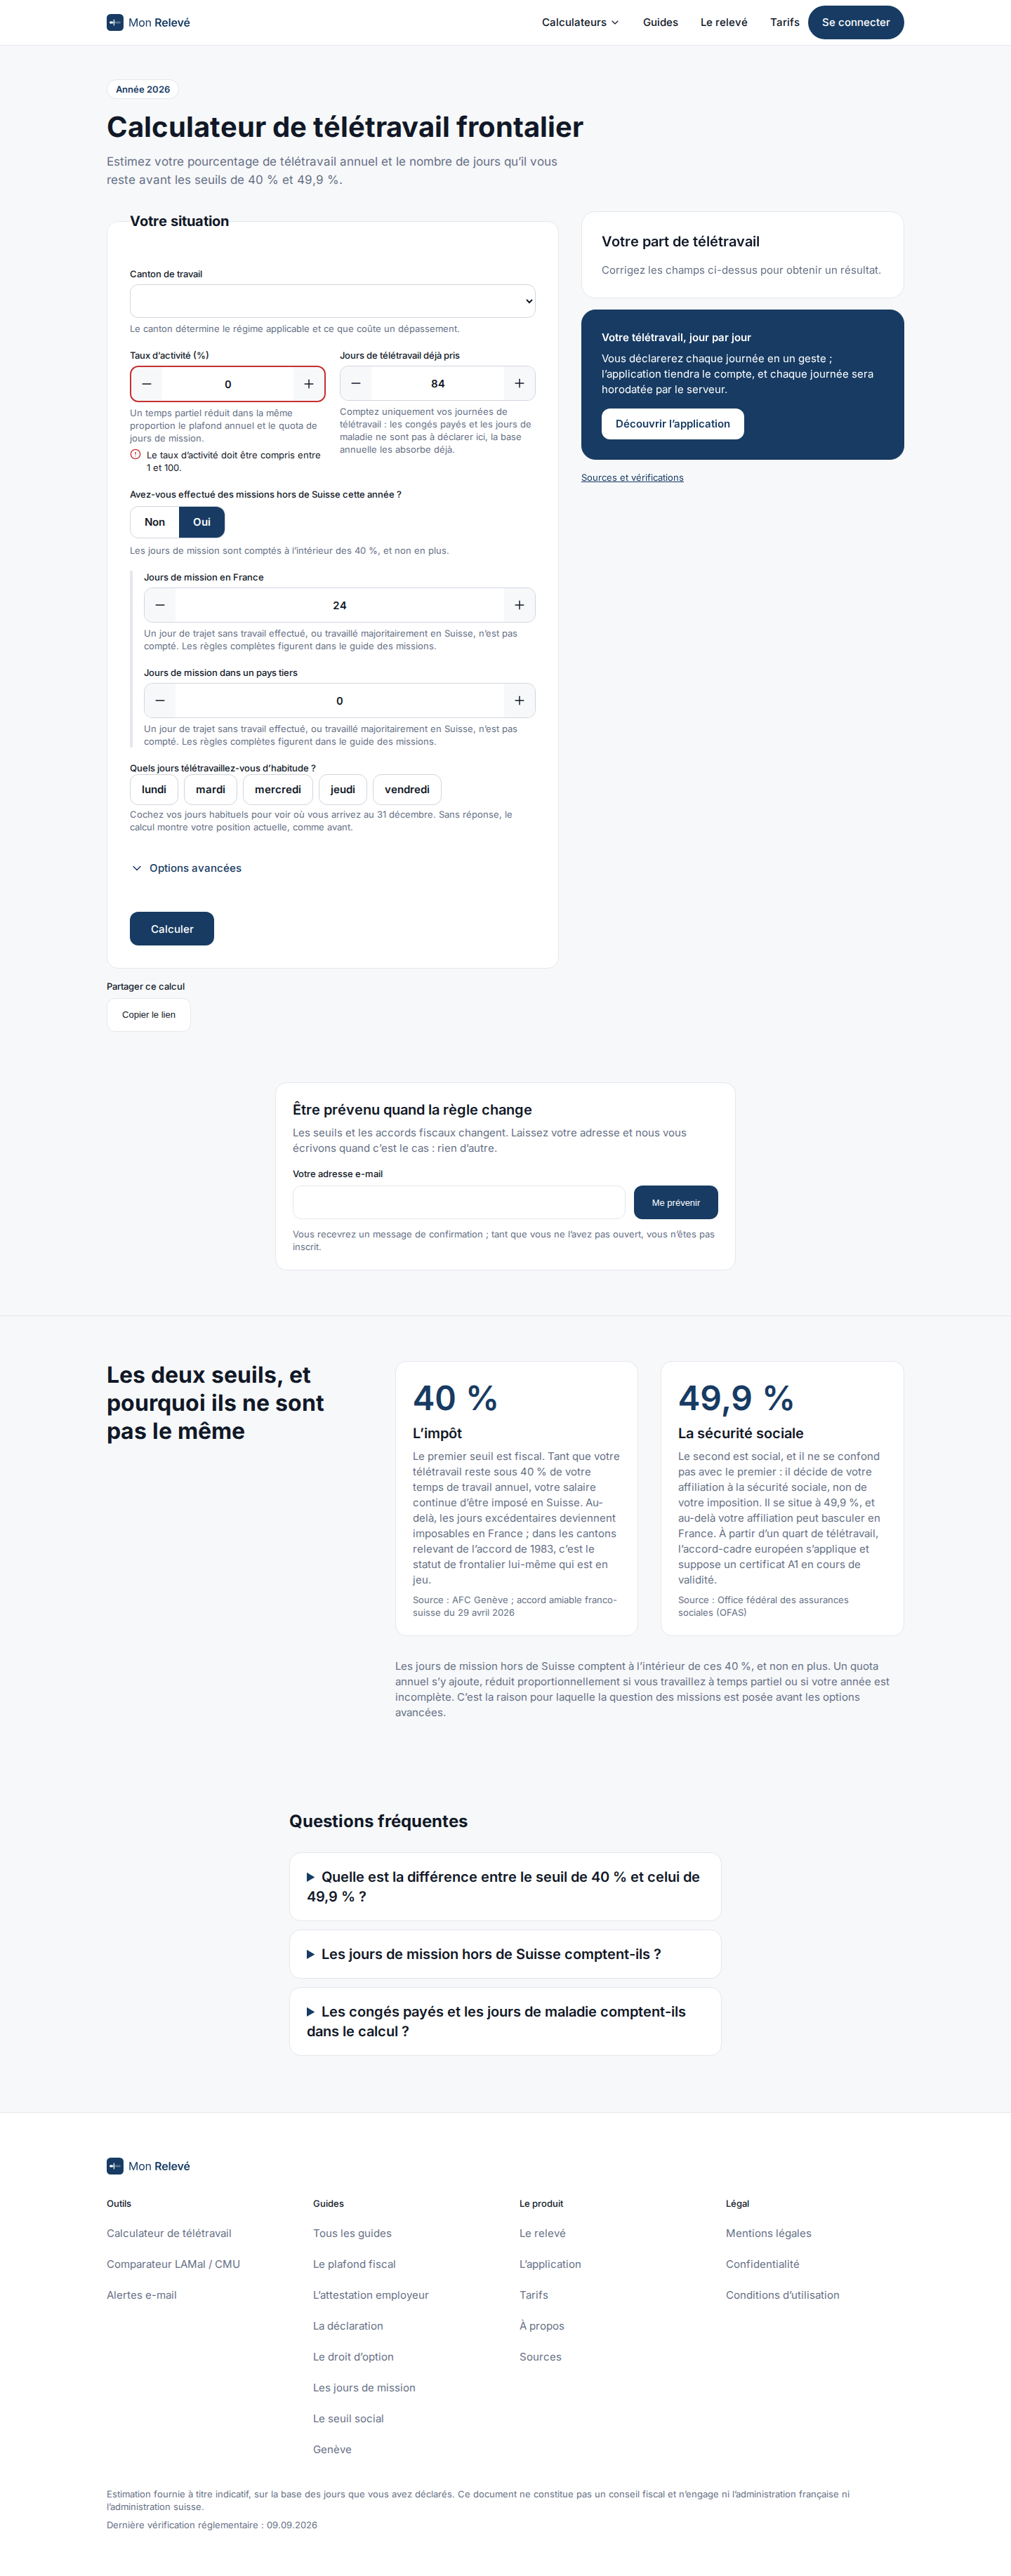 Mon Relevé
Calculateurs
Guides
Le relevé
Tarifs
Se connecter
Année 2026
Calculateur de télétravail frontalier
Estimez votre pourcentage de télétravail annuel et le nombre de jours qu’il vous
reste avant les seuils de 40 % et 49,9 %.
Votre situation
Canton de travail
Le canton détermine le régime applicable et ce que coûte un dépassement.
Taux d’activité (%)
0
Un temps partiel réduit dans la même
proportion le plafond annuel et le quota de
jours de mission.
Le taux d’activité doit être compris entre
1 et 100.
Jours de télétravail déjà pris
84
Comptez uniquement vos journées de
télétravail : les congés payés et les jours de
maladie ne sont pas à déclarer ici, la base
annuelle les absorbe déjà.
Avez-vous effectué des missions hors de Suisse cette année ?
Non
Oui
Les jours de mission sont comptés à l’intérieur des 40 %, et non en plus.
Jours de mission en France
24
Un jour de trajet sans travail effectué, ou travaillé majoritairement en Suisse, n’est pas
compté. Les règles complètes figurent dans le guide des missions.
Jours de mission dans un pays tiers
0
Un jour de trajet sans travail effectué, ou travaillé majoritairement en Suisse, n’est pas
compté. Les règles complètes figurent dans le guide des missions.
Quels jours télétravaillez-vous d’habitude ?
lundi
mardi
mercredi
jeudi
vendredi
Cochez vos jours habituels pour voir où vous arrivez au 31 décembre. Sans réponse, le
calcul montre votre position actuelle, comme avant.
Options avancées
Calculer
Partager ce calcul
Copier le lien
Votre part de télétravail
Corrigez les champs ci-dessus pour obtenir un résultat.
Votre télétravail, jour par jour
Vous déclarerez chaque journée en un geste ;
l’application tiendra le compte, et chaque journée sera
horodatée par le serveur.
Découvrir l’application
Sources et vérifications
Être prévenu quand la règle change
Les seuils et les accords fiscaux changent. Laissez votre adresse et nous vous
écrivons quand c’est le cas : rien d’autre.
Votre adresse e-mail
Me prévenir
Vous recevrez un message de confirmation ; tant que vous ne l’avez pas ouvert, vous n’êtes pas
inscrit.
Les deux seuils, et
pourquoi ils ne sont
pas le même
40 %
L’impôt
Le premier seuil est fiscal. Tant que votre
télétravail reste sous 40 % de votre
temps de travail annuel, votre salaire
continue d’être imposé en Suisse. Au-
delà, les jours excédentaires deviennent
imposables en France ; dans les cantons
relevant de l’accord de 1983, c’est le
statut de frontalier lui-même qui est en
jeu.
Source : AFC Genève ; accord amiable franco-
suisse du 29 avril 2026
49,9 %
La sécurité sociale
Le second est social, et il ne se confond
pas avec le premier : il décide de votre
affiliation à la sécurité sociale, non de
votre imposition. Il se situe à 49,9 %, et
au-delà votre affiliation peut basculer en
France. À partir d’un quart de télétravail,
l’accord-cadre européen s’applique et
suppose un certificat A1 en cours de
validité.
Source : Office fédéral des assurances
sociales (OFAS)
Les jours de mission hors de Suisse comptent à l’intérieur de ces 40 %, et non en plus. Un quota
annuel s’y ajoute, réduit proportionnellement si vous travaillez à temps partiel ou si votre année est
incomplète. C’est la raison pour laquelle la question des missions est posée avant les options
avancées.
Questions fréquentes
Quelle est la différence entre le seuil de 40 % et celui de
49,9 % ?
Les jours de mission hors de Suisse comptent-ils ?
Les congés payés et les jours de maladie comptent-ils
dans le calcul ?
Mon Relevé
Outils
Calculateur de télétravail
Comparateur LAMal / CMU
Alertes e-mail
Guides
Tous les guides
Le plafond fiscal
L’attestation employeur
La déclaration
Le droit d’option
Les jours de mission
Le seuil social
Genève
Le produit
Le relevé
L’application
Tarifs
À propos
Sources
Légal
Mentions légales
Confidentialité
Conditions d’utilisation
Estimation fournie à titre indicatif, sur la base des jours que vous avez déclarés. Ce document ne constitue pas un conseil fiscal et n’engage ni l’administration française ni
l’administration suisse.
Dernière vérification réglementaire : 09.09.2026